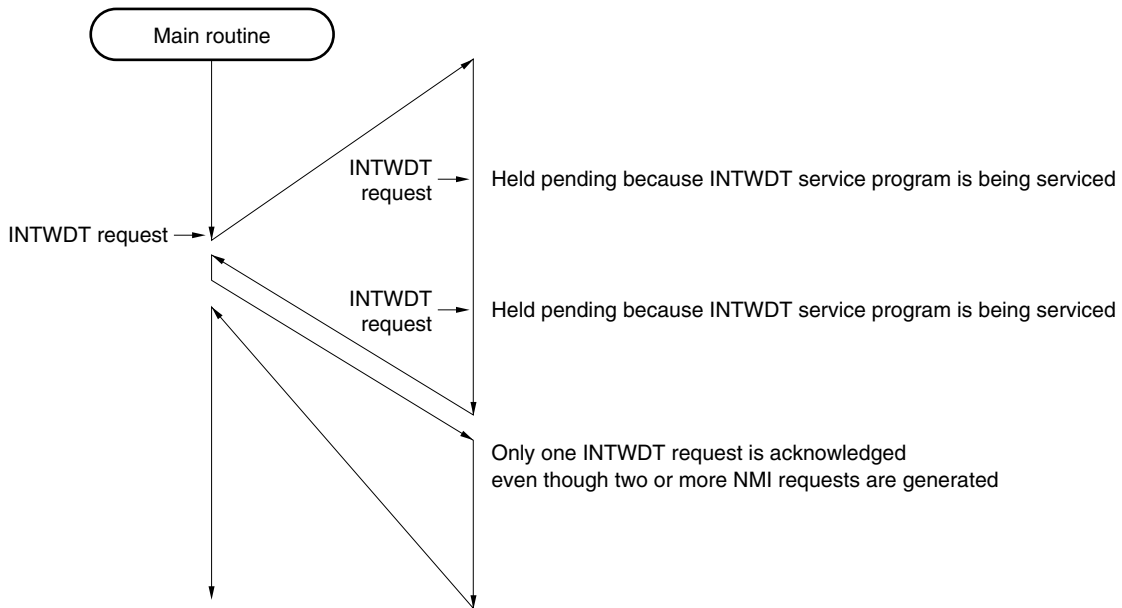 Main routine
INTWDT
request
Held pending because INTWDT service program is being serviced
INTWDT request
INTWDT
request
Held pending because INTWDT service program is being serviced
Only one INTWDT request is acknowledged
even though two or more NMI requests are generated